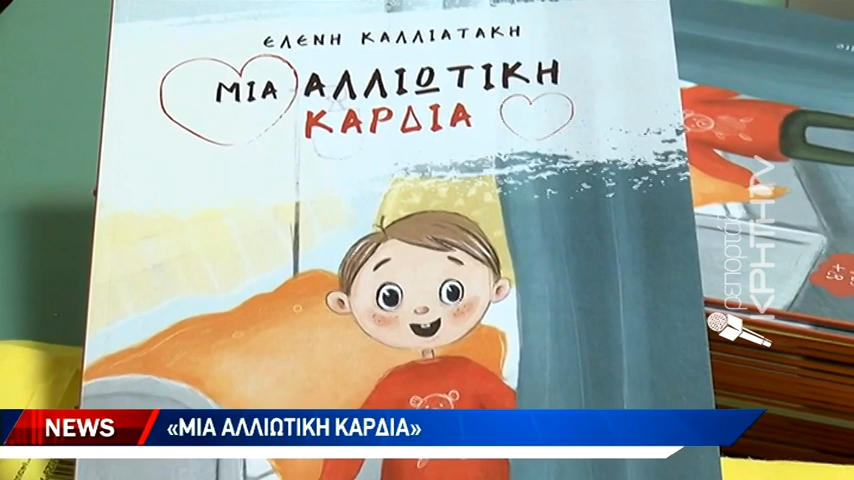 ΕΛΕΝΗ ΚΑΛΛΙΑΤΑΚΗ
ΜΙΑ ΑΛΛΙΩΤΙΚΗ
ΚΑΡΔΙΑ
ρεπορτάζ
ΚΡΗΤΗ TV
NEWS «ΜΙΑ ΑΛΛΙΩΤΙΚΗ ΚΑΡΔΙΑ»